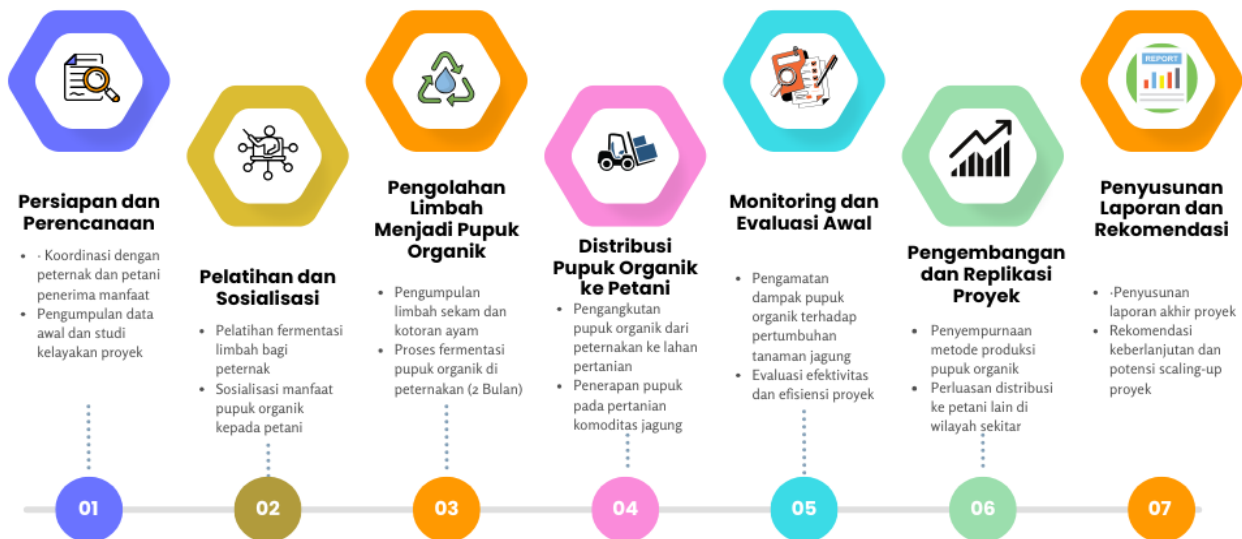 Persiapan dan
Perencanaan
• · Koordinasi dengan
peternak dan petani
penerima manfaat
• Pengumpulan data
awal dan studi
kelayakan proyek
01
Pelatihan dan
Sosialisasi
• Pelatihan fermentasi
limbah bagi
peternak
• Sosialisasi manfaat
pupuk organik
kepada petani
02
Pengolahan
Limbah
Menjadi Pupuk
Organik
• Pengumpulan
limbah sekam dan
kotoran ayam
• Proses fermentasi
pupuk organik di
peternakan (2 Bulan)
03
Distribusi
Pupuk Organik
ke Petani
• Pengangkutan
pupuk organik dari
peternakan ke lahan
pertanian
• Penerapan pupuk
pada pertanian
komoditas jagung
04
Monitoring dan
Evaluasi Awal
• Pengamatan
dampak pupuk
organik terhadap
pertumbuhan
tanaman jagung
• Evaluasi efektivitas
dan efisiensi proyek
05
Pengembangan
dan Replikasi
Proyek
• Penyempurnaan
metode produksi
pupuk organik
• Perluasan distribusi
ke petani lain di
wilayah sekitar
06
REPORT
Penyusunan
Laporan dan
Rekomendasi
• ·Penyusunan
laporan akhir proyek
• Rekomendasi
keberlanjutan dan
potensi scaling-up
proyek
07